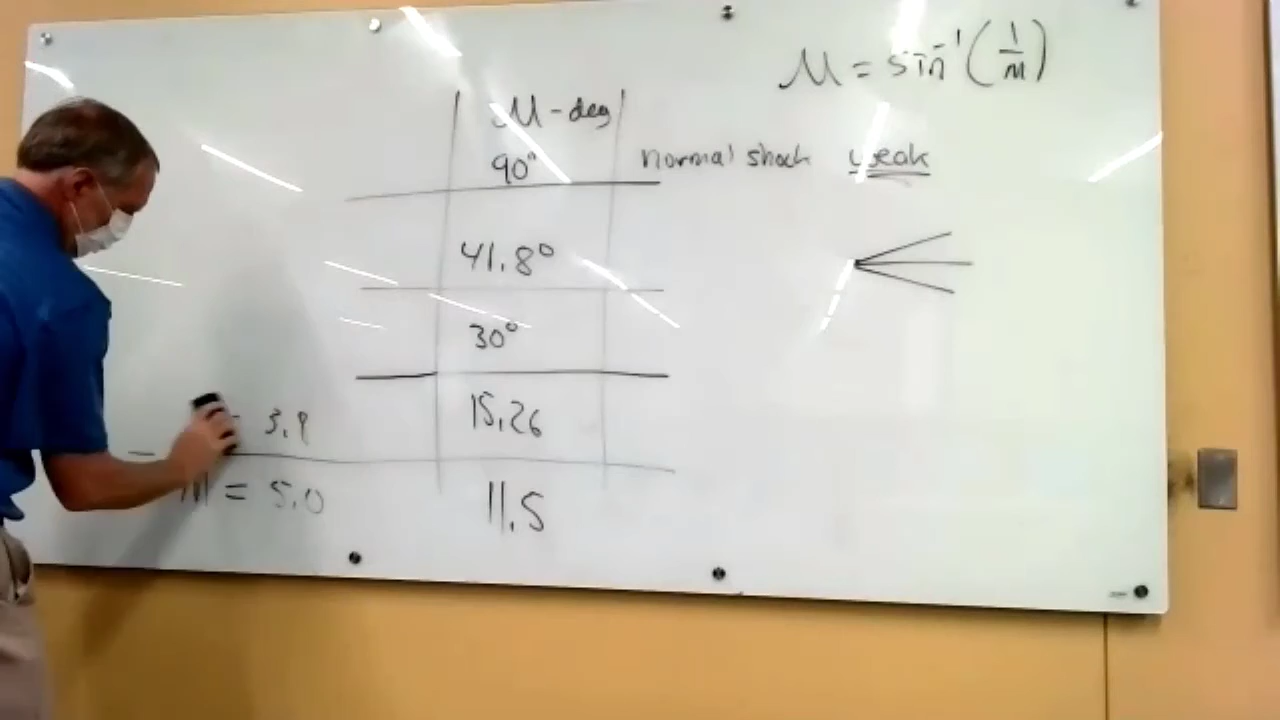 μ = sin⁻¹(1/M)
μ - deg
90° normal shock weak
41.8°
30°
= 3.8 15.26
M = 5.0 11.5